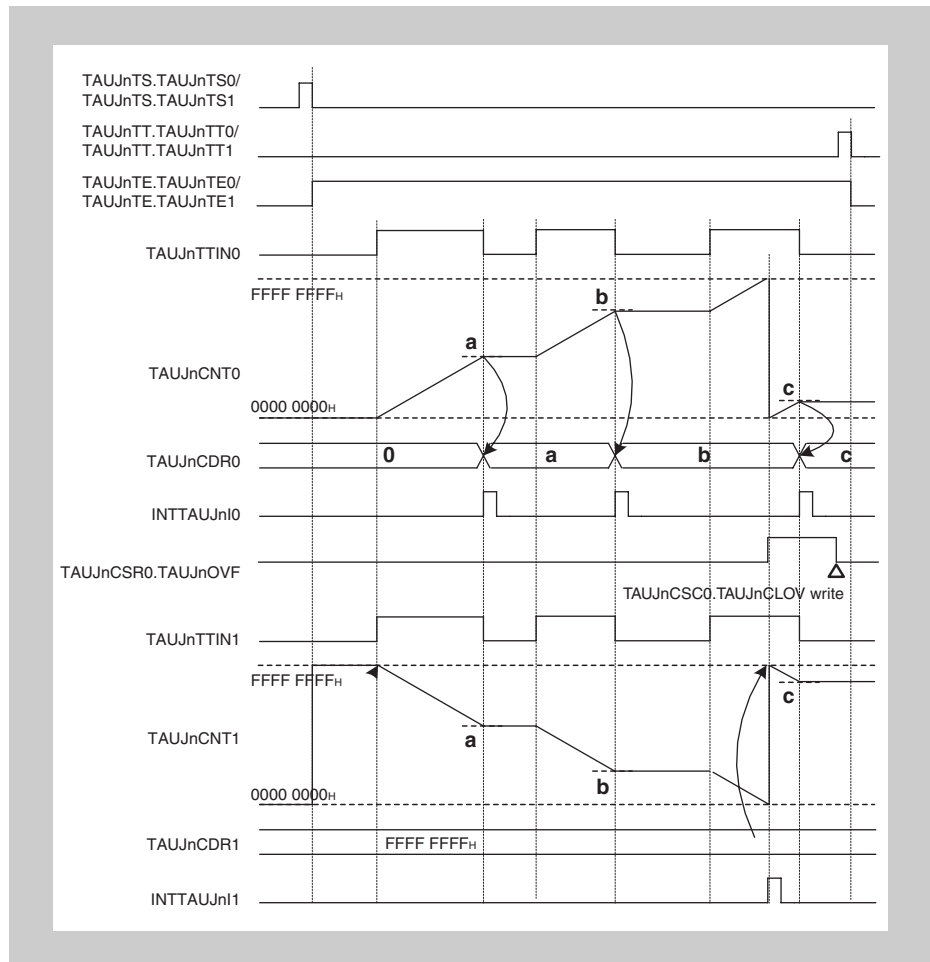 TAUJnTS.TAUJnTS0/
TAUJnTS.TAUJnTS1
TAUJnTT.TAUJnTT0/
TAUJnTT.TAUJnTT1
TAUJnTE.TAUJnTE0/
TAUJnTE.TAUJnTE1
TAUJnTTIN0
FFFF FFFFH
b
a
TAUJnCNT0
c
0000 0000H
TAUJnCDR0
0 a b c
INTTAUJnI0
TAUJnCSR0.TAUJnOVF
TAUJnCSC0.TAUJnCLOV write
TAUJnTTIN1
FFFF FFFFH
c
TAUJnCNT1
a
b
0000 0000H
TAUJnCDR1
FFFF FFFFH
INTTAUJnI1